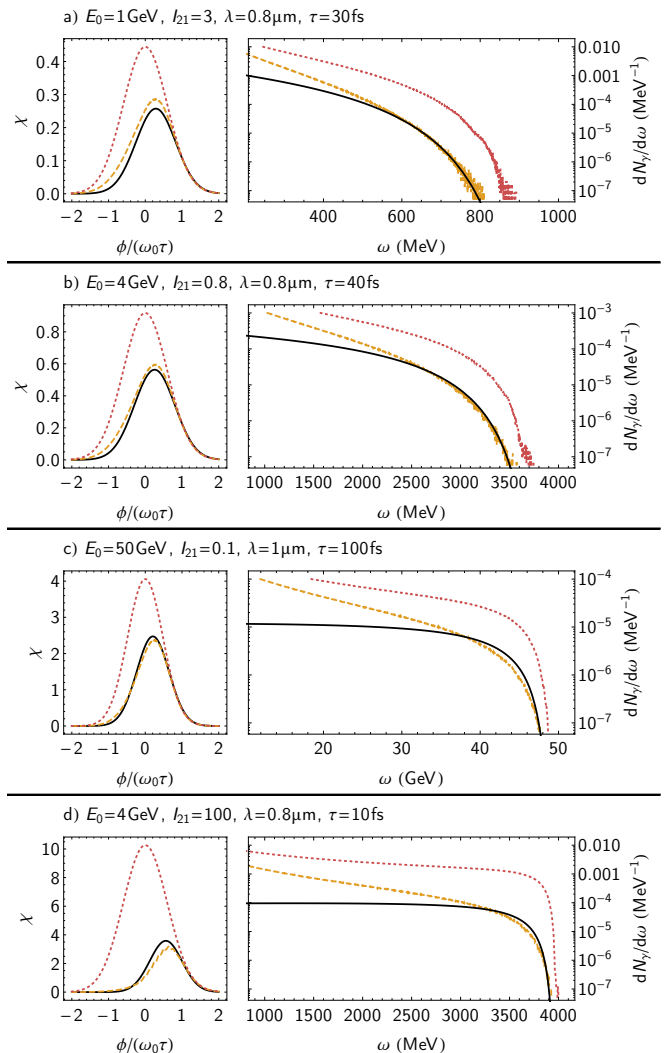 a) E₀=1GeV, I₂₁=3, λ=0.8μm, τ=30fs
χ
0.4
0.3
0.2
0.1
0.0
−2 −1 0 1 2
ϕ/(ω₀τ)
0.010
0.001
10⁻⁴
10⁻⁵
10⁻⁶
10⁻⁷
dN_γ/dω (MeV⁻¹)
400 600 800 1000
ω (MeV)
b) E₀=4GeV, I₂₁=0.8, λ=0.8μm, τ=40fs
χ
0.8
0.6
0.4
0.2
0.0
−2 −1 0 1 2
ϕ/(ω₀τ)
10⁻³
10⁻⁴
10⁻⁵
10⁻⁶
10⁻⁷
dN_γ/dω (MeV⁻¹)
1000 1500 2000 2500 3000 3500 4000
ω (MeV)
c) E₀=50GeV, I₂₁=0.1, λ=1μm, τ=100fs
χ
4
3
2
1
0
−2 −1 0 1 2
ϕ/(ω₀τ)
10⁻⁴
10⁻⁵
10⁻⁶
10⁻⁷
dN_γ/dω (MeV⁻¹)
20 30 40 50
ω (GeV)
d) E₀=4GeV, I₂₁=100, λ=0.8μm, τ=10fs
χ
10
8
6
4
2
0
−2 −1 0 1 2
ϕ/(ω₀τ)
0.010
0.001
10⁻⁴
10⁻⁵
10⁻⁶
10⁻⁷
dN_γ/dω (MeV⁻¹)
1000 1500 2000 2500 3000 3500 4000
ω (MeV)